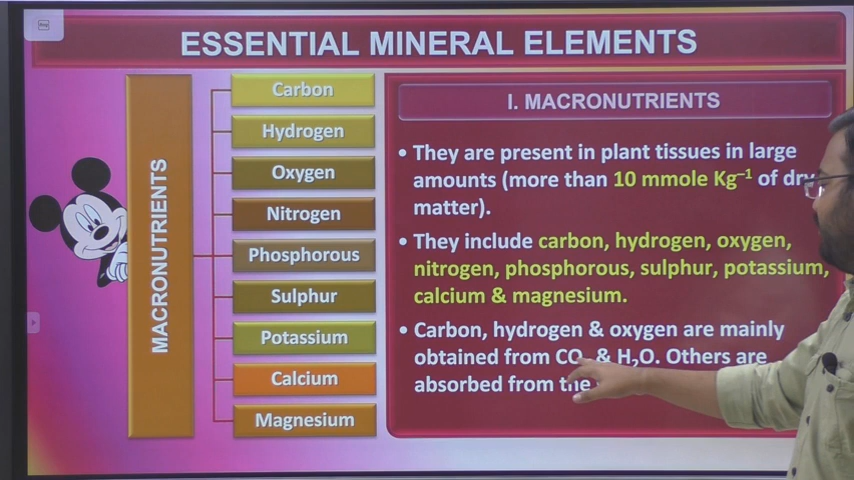 ESSENTIAL MINERAL ELEMENTS
MACRONUTRIENTS
Carbon
Hydrogen
Oxygen
Nitrogen
Phosphorous
Sulphur
Potassium
Calcium
Magnesium
I. MACRONUTRIENTS
• They are present in plant tissues in large
amounts (more than 10 mmole Kg⁻¹ of dry
matter).
• They include carbon, hydrogen, oxygen,
nitrogen, phosphorous, sulphur, potassium,
calcium & magnesium.
• Carbon, hydrogen & oxygen are mainly
obtained from CO₂ & H₂O. Others are
absorbed from the